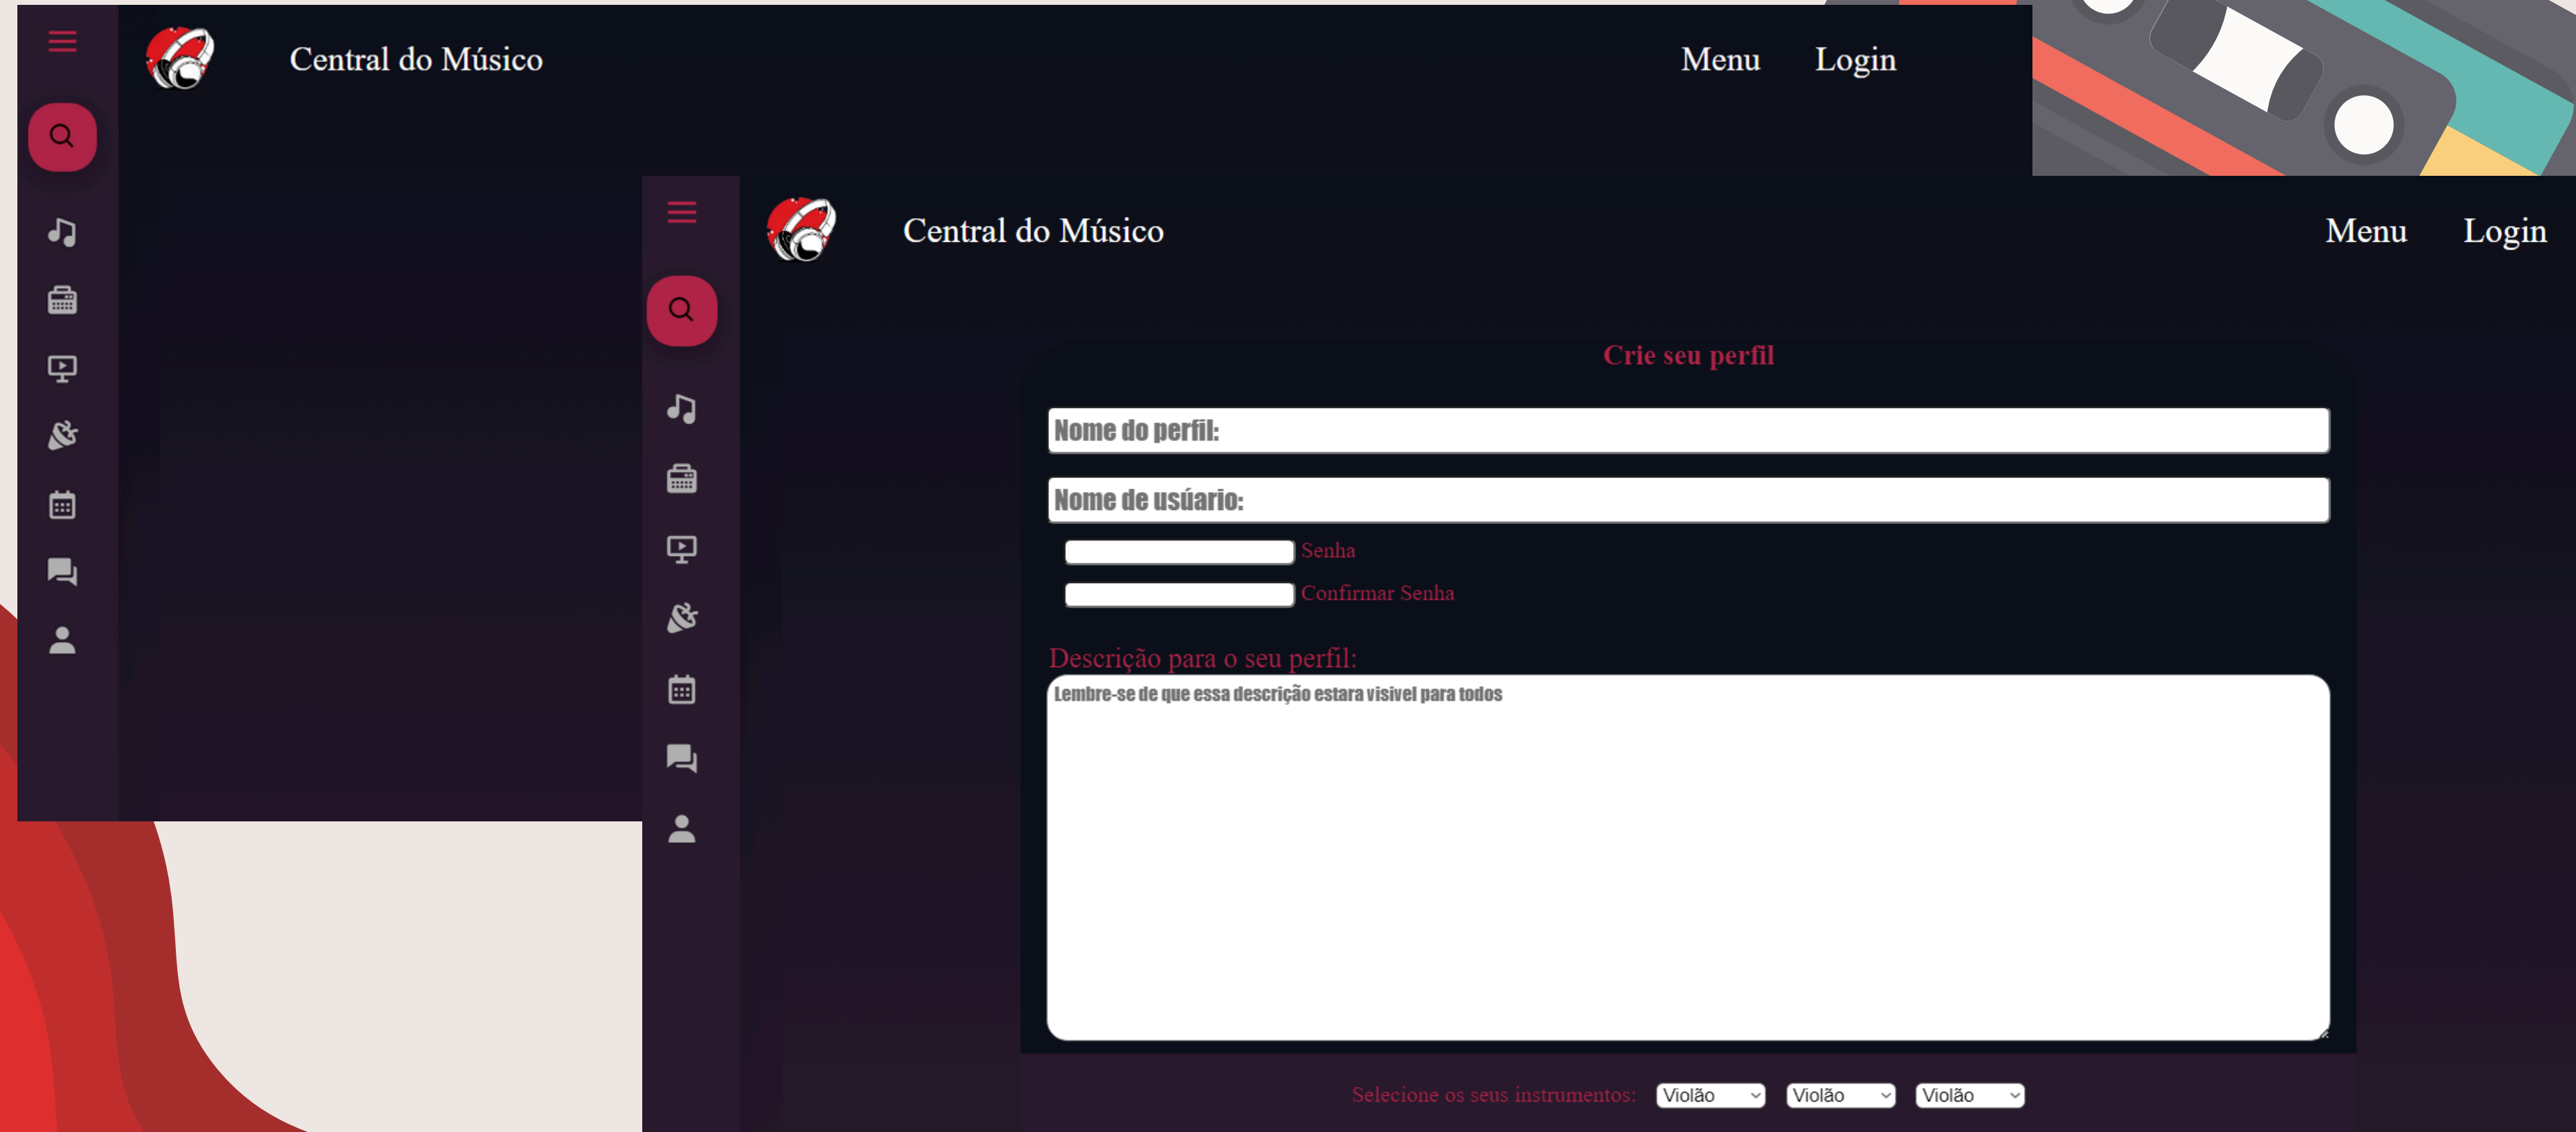 Central do Músico
Menu
Login
Central do Músico
Menu
Login
Crie seu perfil
Nome do perfil:
Nome de usúario:
Senha
Confirmar Senha
Descrição para o seu perfil:
Lembre-se de que essa descrição estara visivel para todos
Selecione os seus instrumentos: Violão Violão Violão